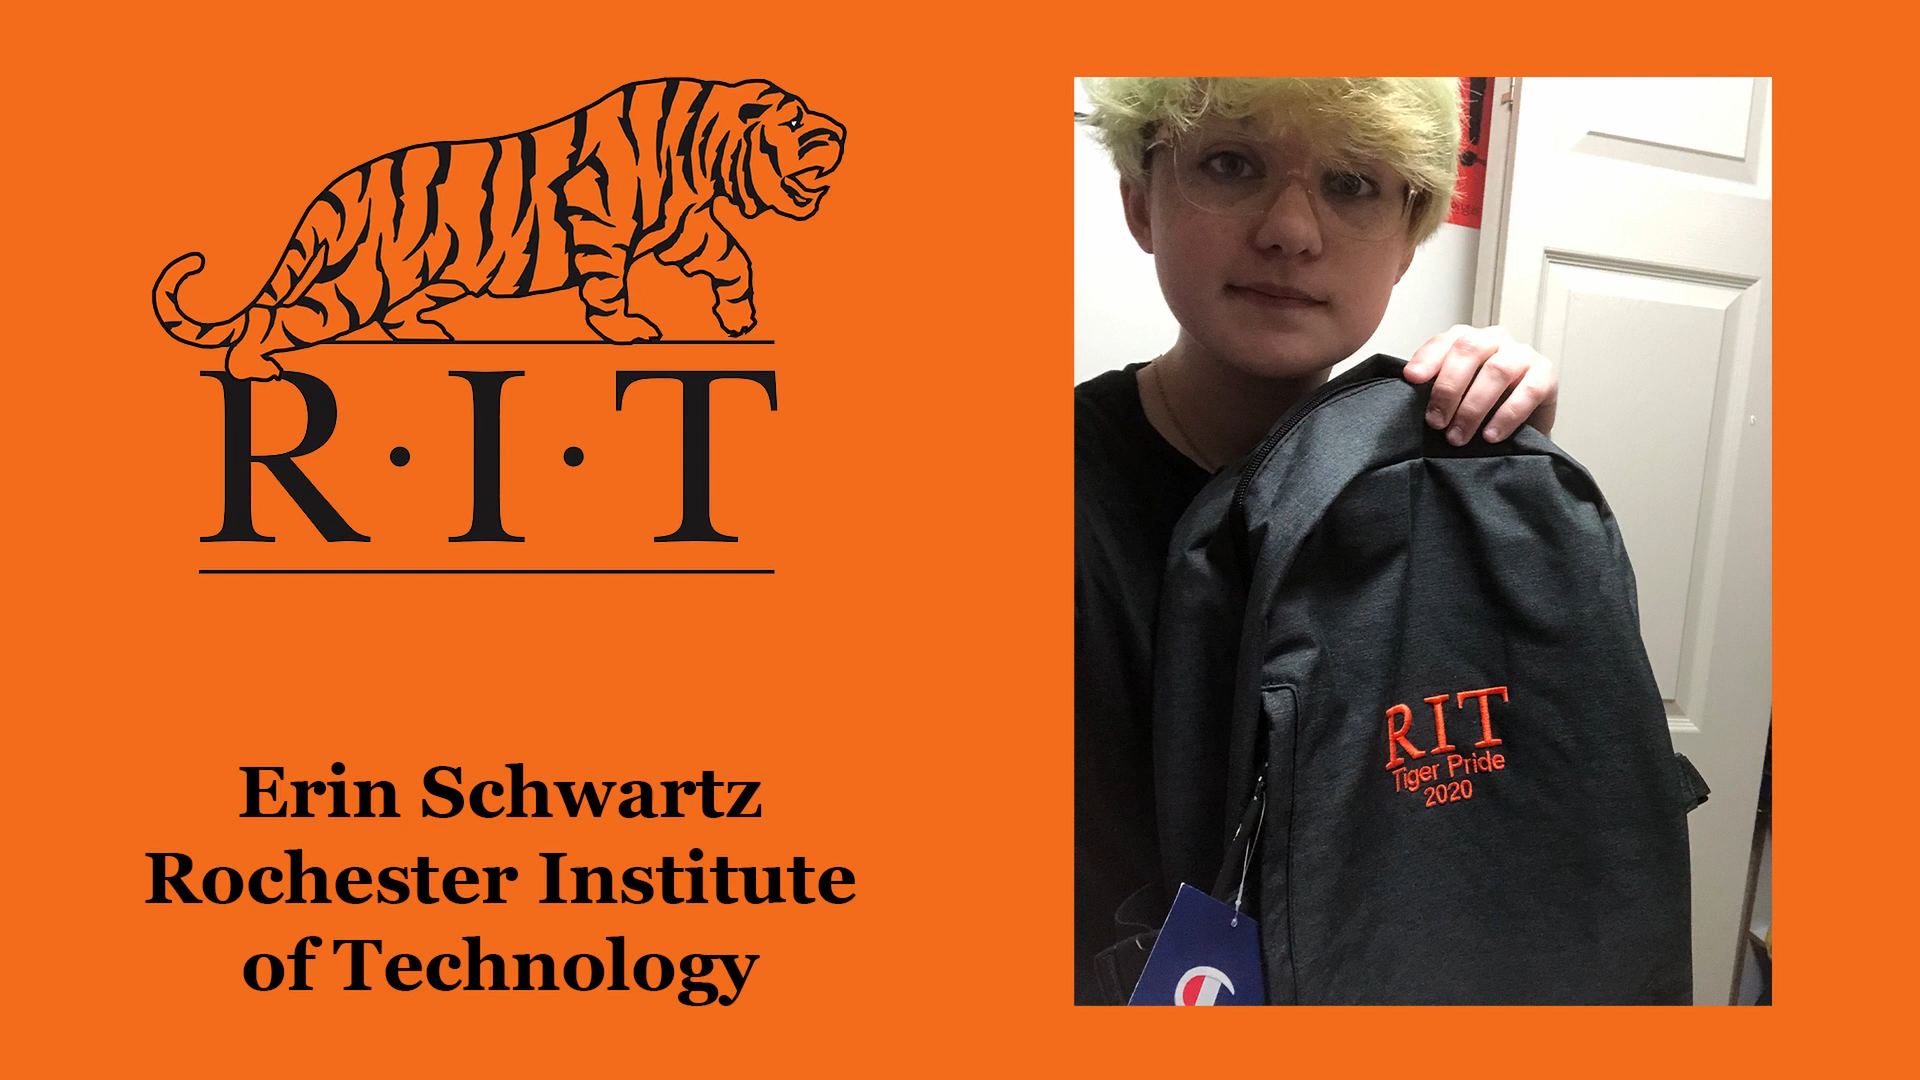 R·I·T
Erin Schwartz
Rochester Institute
of Technology
RIT
Tiger Pride
2020